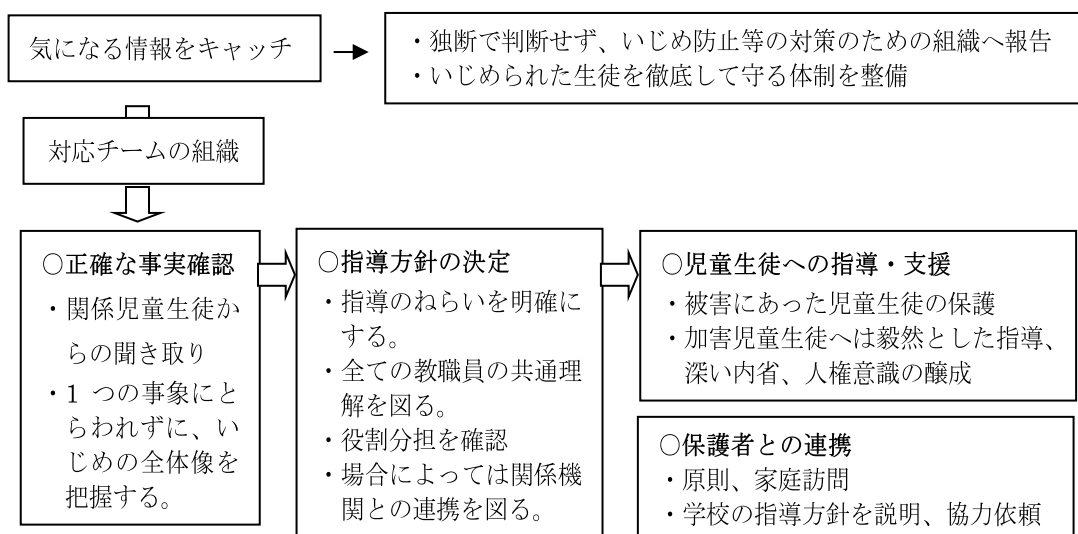 気になる情報をキャッチ
・独断で判断せず、いじめ防止等の対策のための組織へ報告
・いじめられた生徒を徹底して守る体制を整備
対応チームの組織
○正確な事実確認
・関係児童生徒か
らの聞き取り
・1 つの事象にと
らわれずに、い
じめの全体像を
把握する。
○指導方針の決定
・指導のねらいを明確に
する。
・全ての教職員の共通理
解を図る。
・役割分担を確認
・場合によっては関係機
関との連携を図る。
○児童生徒への指導・支援
・被害にあった児童生徒の保護
・加害児童生徒へは毅然とした指導、
深い内省、人権意識の醸成
○保護者との連携
・原則、家庭訪問
・学校の指導方針を説明、協力依頼